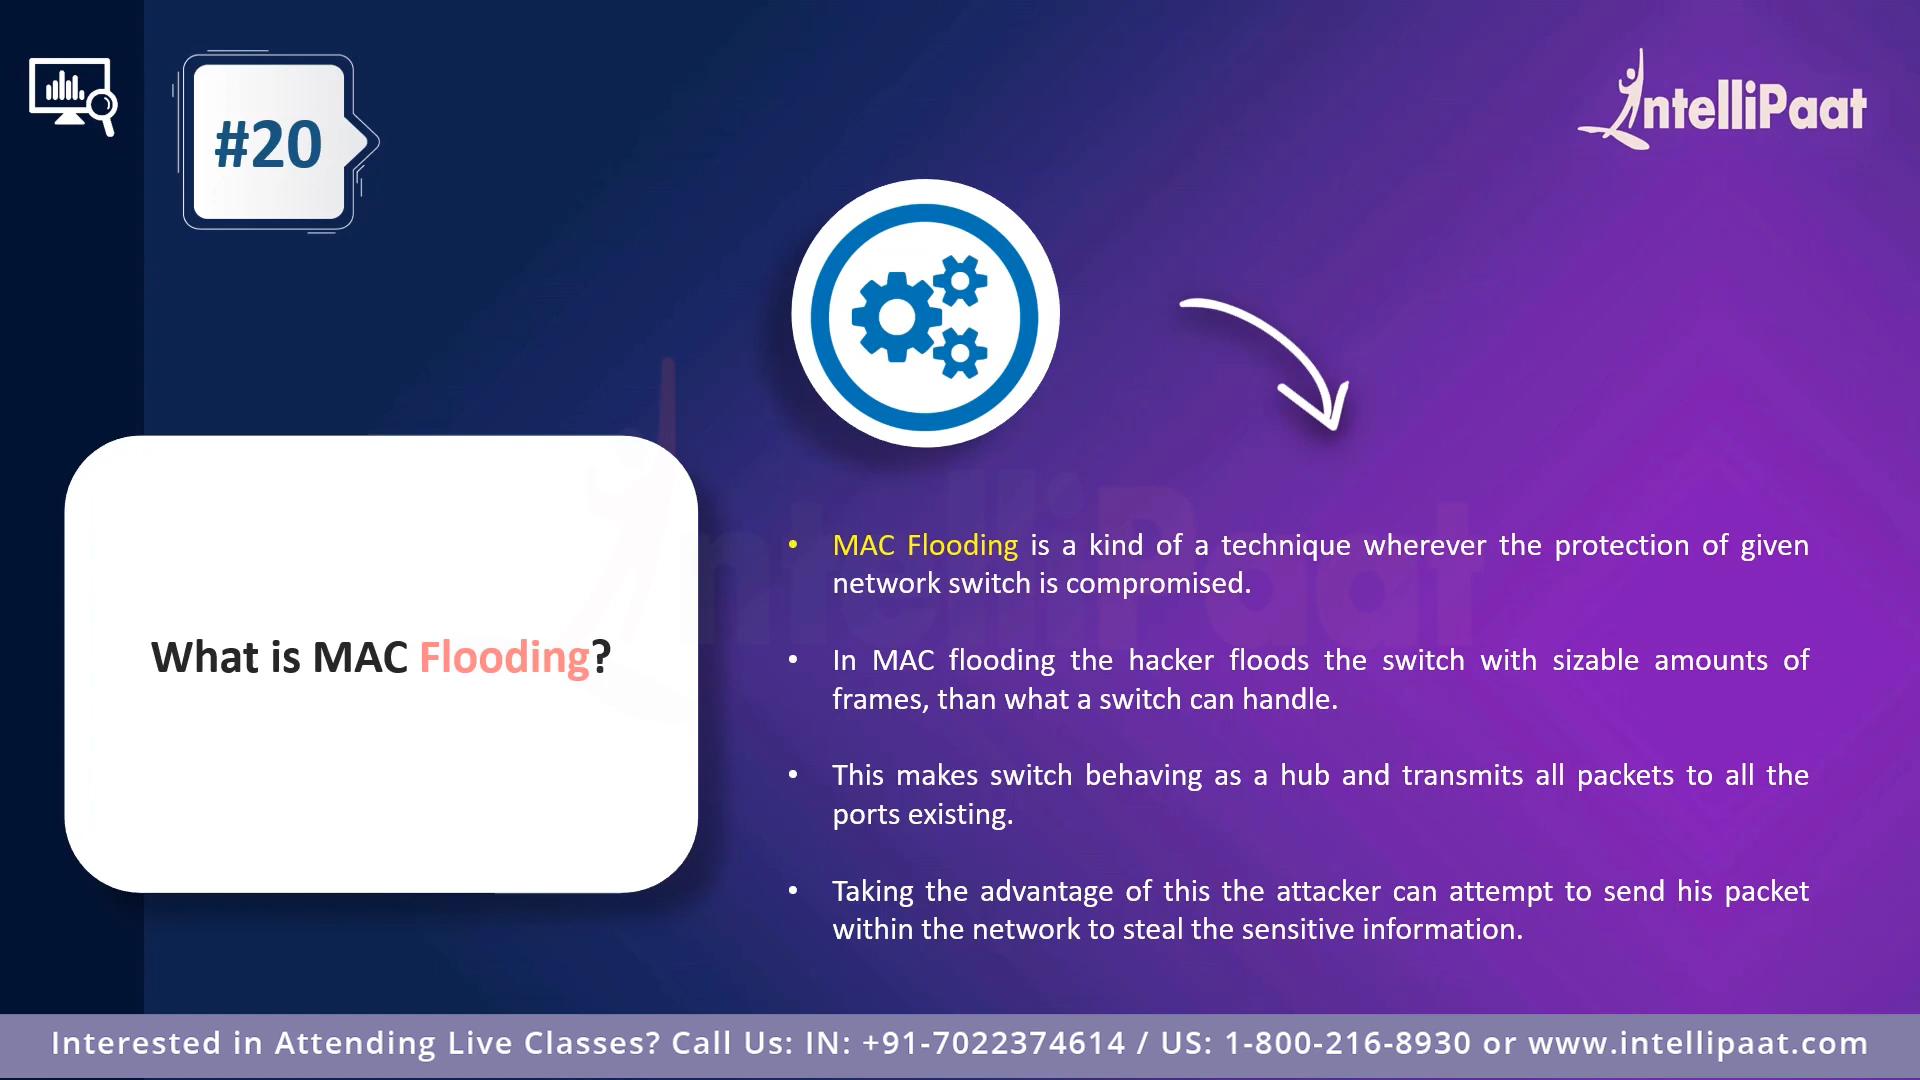 #20
IntelliPaat
What is MAC Flooding?
• MAC Flooding is a kind of a technique wherever the protection of given
network switch is compromised.
• In MAC flooding the hacker floods the switch with sizable amounts of
frames, than what a switch can handle.
• This makes switch behaving as a hub and transmits all packets to all the
ports existing.
• Taking the advantage of this the attacker can attempt to send his packet
within the network to steal the sensitive information.
Interested in Attending Live Classes? Call Us: IN: +91-7022374614 / US: 1-800-216-8930 or www.intellipaat.com